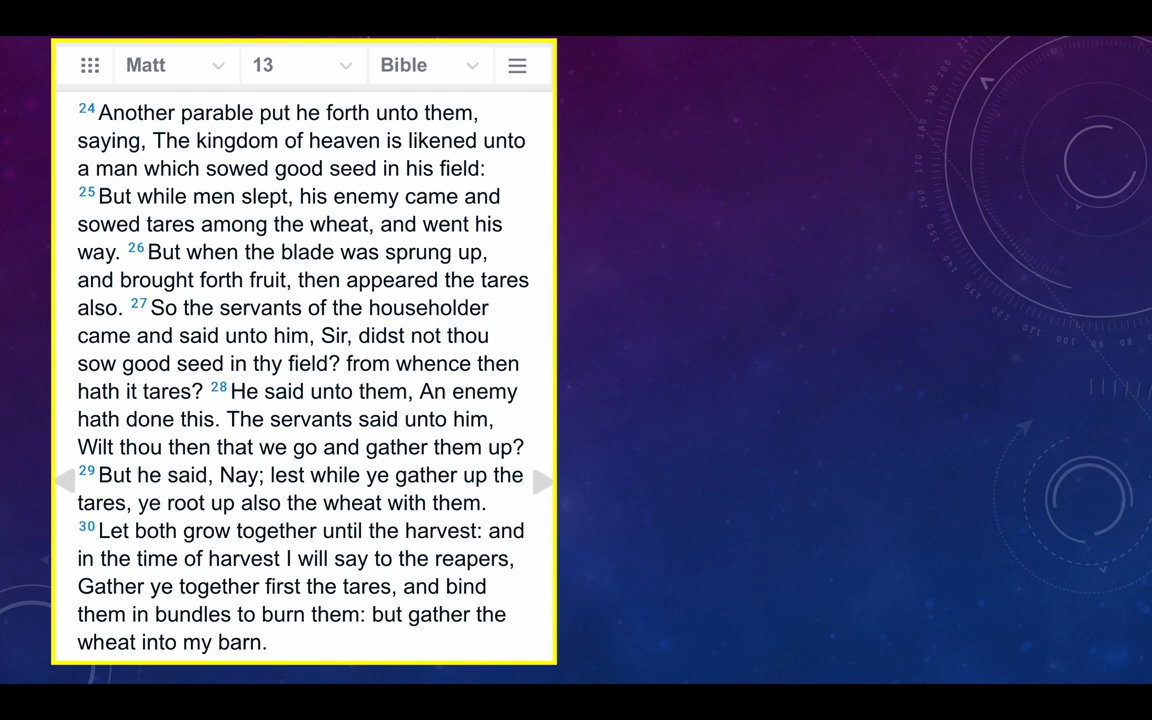 Matt 13 Bible
24 Another parable put he forth unto them,
saying, The kingdom of heaven is likened unto
a man which sowed good seed in his field:
25 But while men slept, his enemy came and
sowed tares among the wheat, and went his
way. 26 But when the blade was sprung up,
and brought forth fruit, then appeared the tares
also. 27 So the servants of the householder
came and said unto him, Sir, didst not thou
sow good seed in thy field? from whence then
hath it tares? 28 He said unto them, An enemy
hath done this. The servants said unto him,
Wilt thou then that we go and gather them up?
29 But he said, Nay; lest while ye gather up the
tares, ye root up also the wheat with them.
30 Let both grow together until the harvest: and
in the time of harvest I will say to the reapers,
Gather ye together first the tares, and bind
them in bundles to burn them: but gather the
wheat into my barn.